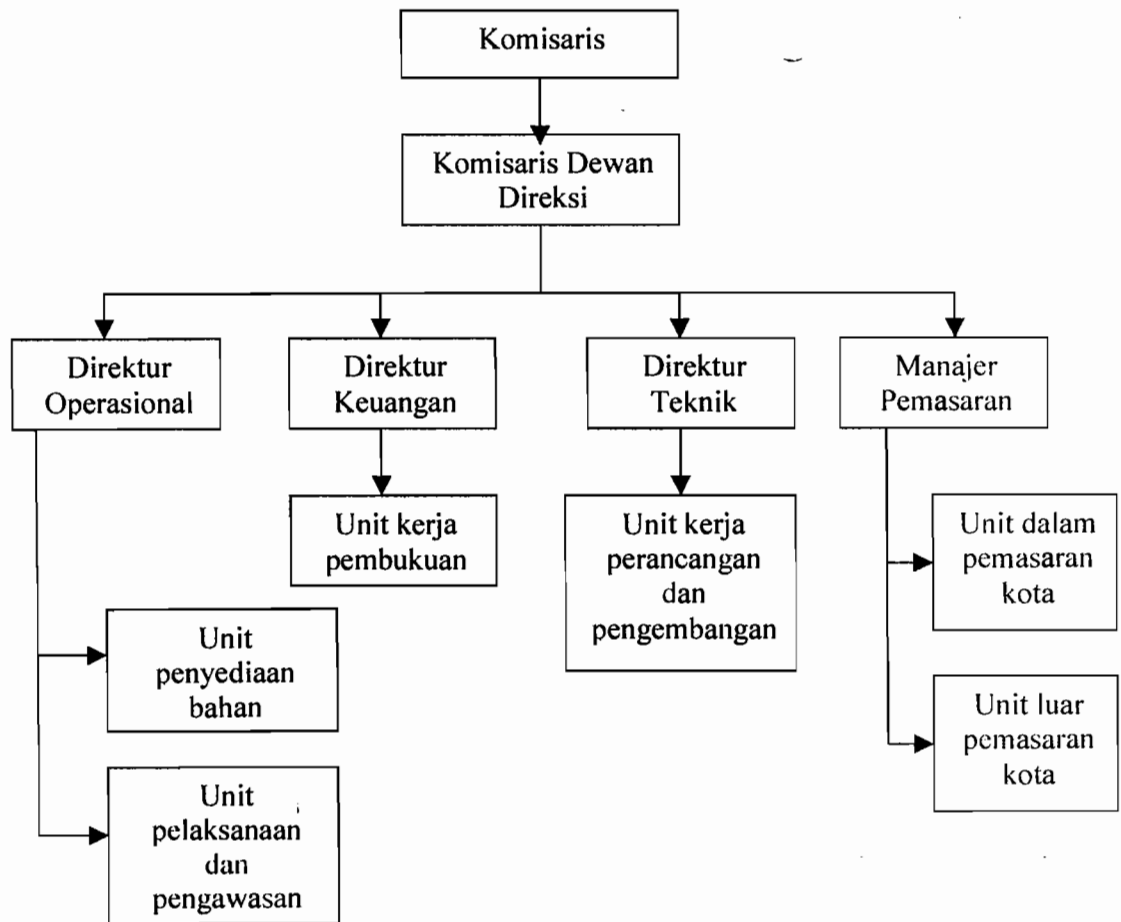 Komisaris
Komisaris Dewan
Direksi
Direktur
Operasional
Direktur
Keuangan
Direktur
Teknik
Manajer
Pemasaran
Unit kerja
pembukuan
Unit kerja
perancangan
dan
pengembangan
Unit dalam
pemasaran
kota
Unit
penyediaan
bahan
Unit luar
pemasaran
kota
Unit
pelaksanaan
dan
pengawasan